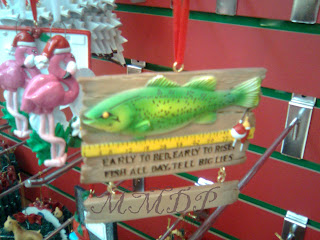 EARLY TO BED, EARLY TO RISE,
FISH ALL DAY, TELL BIG LIES
MMDP